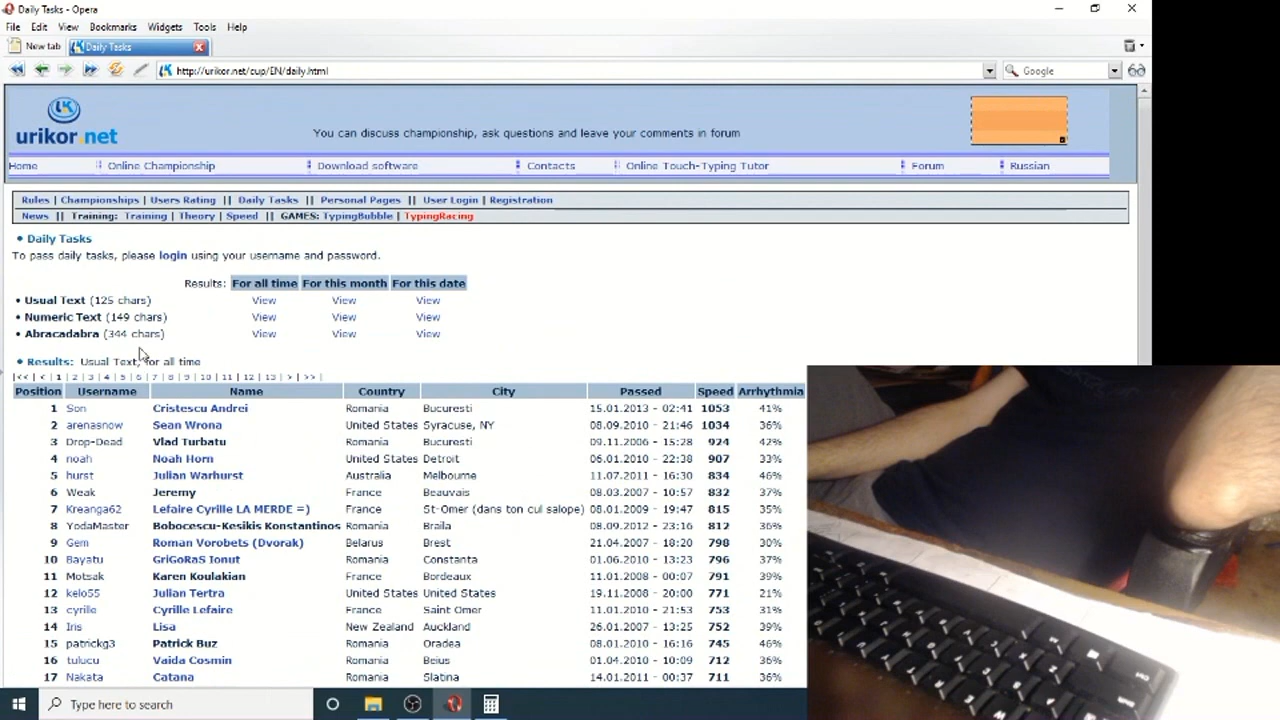 Daily Tasks - Opera
File Edit View Bookmarks Widgets Tools Help
New tab Daily Tasks
http://urikor.net/cup/EN/daily.html Google
urikor.net
You can discuss championship, ask questions and leave your comments in forum
Home Online Championship Download software Contacts Online Touch-Typing Tutor Forum Russian
Rules | Championships | Users Rating || Daily Tasks || Personal Pages || User Login | Registration
News || Training: Training | Theory | Speed || GAMES: TypingBubble | TypingRacing
• Daily Tasks
To pass daily tasks, please login using your username and password.
Results: For all time For this month For this date
• Usual Text (125 chars) View View View
• Numeric Text (149 chars) View View View
• Abracadabra (344 chars) View View View
• Results: Usual Text, for all time
|<< | < | 1 | 2 | 3 | 4 | 5 | 6 | 7 | 8 | 9 | 10 | 11 | 12 | 13 | > | >> |
Position Username Name Country City Passed Speed Arrhythmia
1 Son Cristescu Andrei Romania Bucuresti 15.01.2013 - 02:41 1053 41%
2 arenasnow Sean Wrona United States Syracuse, NY 08.09.2010 - 21:46 1034 36%
3 Drop-Dead Vlad Turbatu Romania Bucuresti 09.11.2006 - 15:28 924 42%
4 noah Noah Horn United States Detroit 06.01.2010 - 22:38 907 33%
5 hurst Julian Warhurst Australia Melbourne 11.07.2011 - 16:30 834 46%
6 Weak Jeremy France Beauvais 08.03.2007 - 10:57 832 37%
7 Kreanga62 Lefaire Cyrille LA MERDE =) France St-Omer (dans ton cul salope) 08.01.2009 - 19:47 815 35%
8 YodaMaster Bobocescu-Kesikis Konstantinos Romania Braila 08.09.2012 - 23:16 812 36%
9 Gem Roman Vorobets (Dvorak) Belarus Brest 21.04.2007 - 18:20 798 30%
10 Bayatu GriGoRaS Ionut Romania Constanta 01.06.2010 - 13:23 796 37%
11 Motsak Karen Koulakian France Bordeaux 11.01.2008 - 00:07 791 39%
12 kelo55 Julian Tertra United States United States 19.11.2008 - 20:00 771 21%
13 cyrille Cyrille Lefaire France Saint Omer 11.01.2010 - 21:53 753 31%
14 Iris Lisa New Zealand Auckland 26.01.2007 - 13:25 752 39%
15 patrickg3 Patrick Buz Romania Oradea 08.01.2010 - 16:16 745 46%
16 tulucu Vaida Cosmin Romania Beius 01.04.2010 - 10:09 712 36%
17 Nakata Catana Romania Slatina 14.01.2011 - 00:37 711 36%
Type here to search